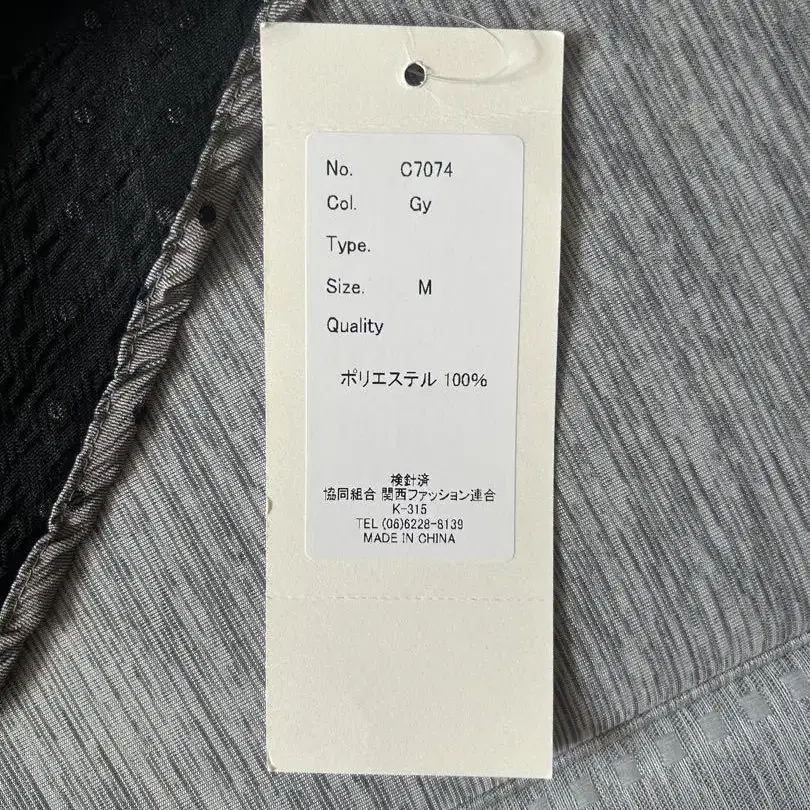 No. C7074
Col. Gy
Type.
Size. M
Quality
ポリエステル 100%
検針済
協同組合 関西ファッション連合
K-315
TEL (06)6228-8139
MADE IN CHINA